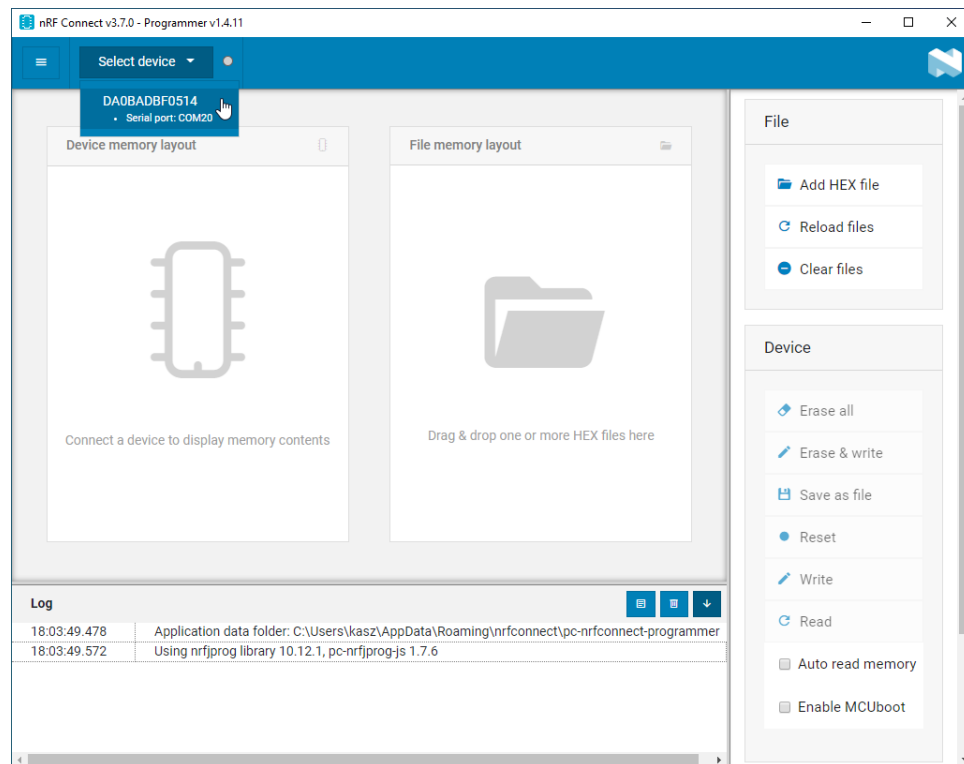 nRF Connect v3.7.0 - Programmer v1.4.11
Select device
DA0BADBF0514
Serial port: COM20
Device memory layout
Connect a device to display memory contents
File memory layout
Drag & drop one or more HEX files here
File
Add HEX file
Reload files
Clear files
Device
Erase all
Erase & write
Save as file
Reset
Write
Read
Auto read memory
Enable MCUboot
Log
18:03:49.478 Application data folder: C:\Users\kasz\AppData\Roaming\nrfconnect\pc-nrfconnect-programmer
18:03:49.572 Using nrfjprog library 10.12.1, pc-nrfjprog-js 1.7.6